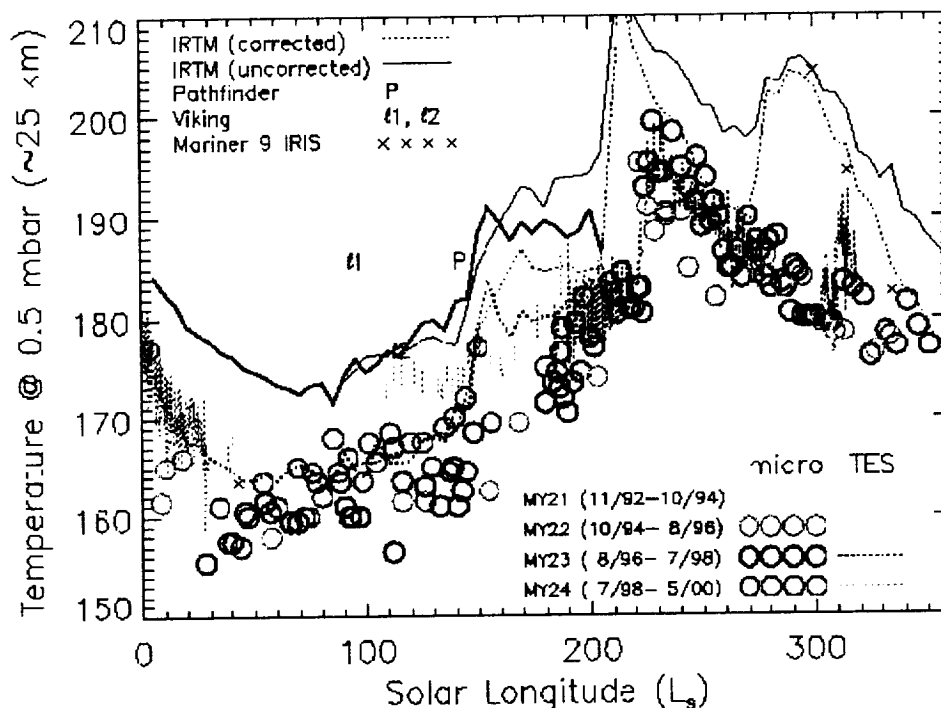 Temperature @ 0.5 mbar (~25 km)
210
200
190
180
170
160
150
IRTM (corrected)
IRTM (uncorrected)
Pathfinder P
Viking ℓ1, ℓ2
Mariner 9 IRIS × × × ×
ℓ1 P
micro TES
MY21 (11/92-10/94)
MY22 (10/94- 8/96)
MY23 ( 8/96- 7/98)
MY24 ( 7/98- 5/00)
0 100 200 300
Solar Longitude (Ls)